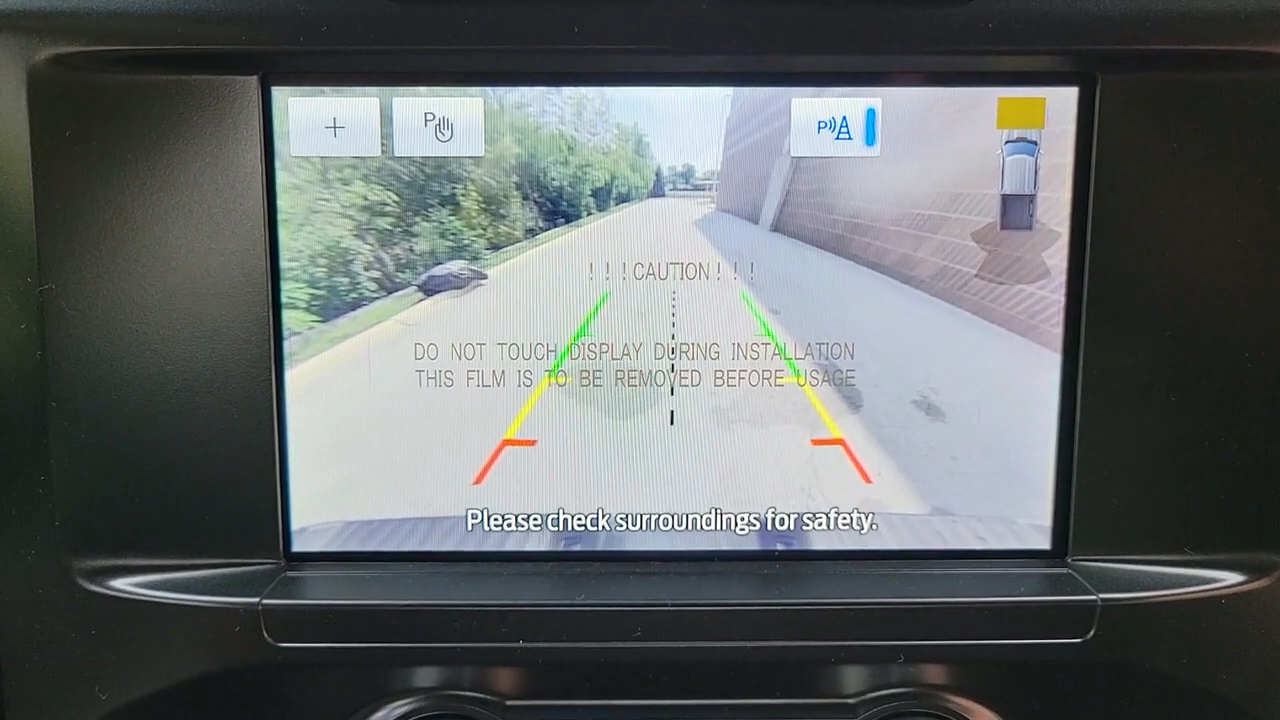 +
P
P
! ! ! CAUTION ! ! !
DO NOT TOUCH DISPLAY DURING INSTALLATION
THIS FILM IS TO BE REMOVED BEFORE USAGE
Please check surroundings for safety.